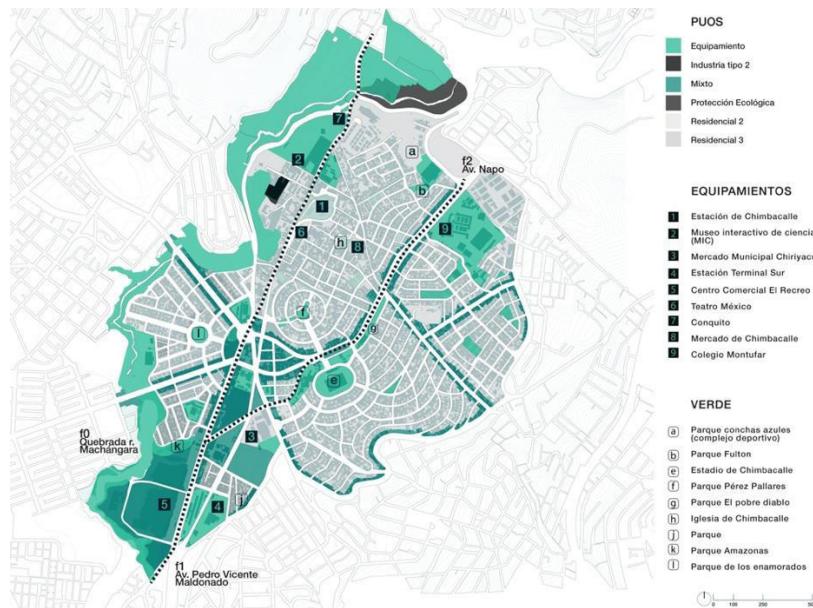 PUOS
Equipamiento
Industria tipo 2
Mixto
Protección Ecológica
Residencial 2
Residencial 3
EQUIPAMIENTOS
1 Estación de Chimbacalle
2 Museo interactivo de ciencia
(MIC)
3 Mercado Municipal Chiriyacu
4 Estación Terminal Sur
5 Centro Comercial El Recreo
6 Teatro México
7 Conquito
8 Mercado de Chimbacalle
9 Colegio Montufar
VERDE
a Parque conchas azules
(complejo deportivo)
b Parque Fulton
e Estadio de Chimbacalle
f Parque Pérez Pallares
g Parque El pobre diablo
h Iglesia de Chimbacalle
j Parque
k Parque Amazonas
l Parque de los enamorados
0 100 250 50
7
a
2
f2
Av. Napo
b
1
6
h
8
9
f
l
g
e
f0
Quebrada r.
Machángara
3
k
5
4
j
f1
Av. Pedro Vicente
Maldonado